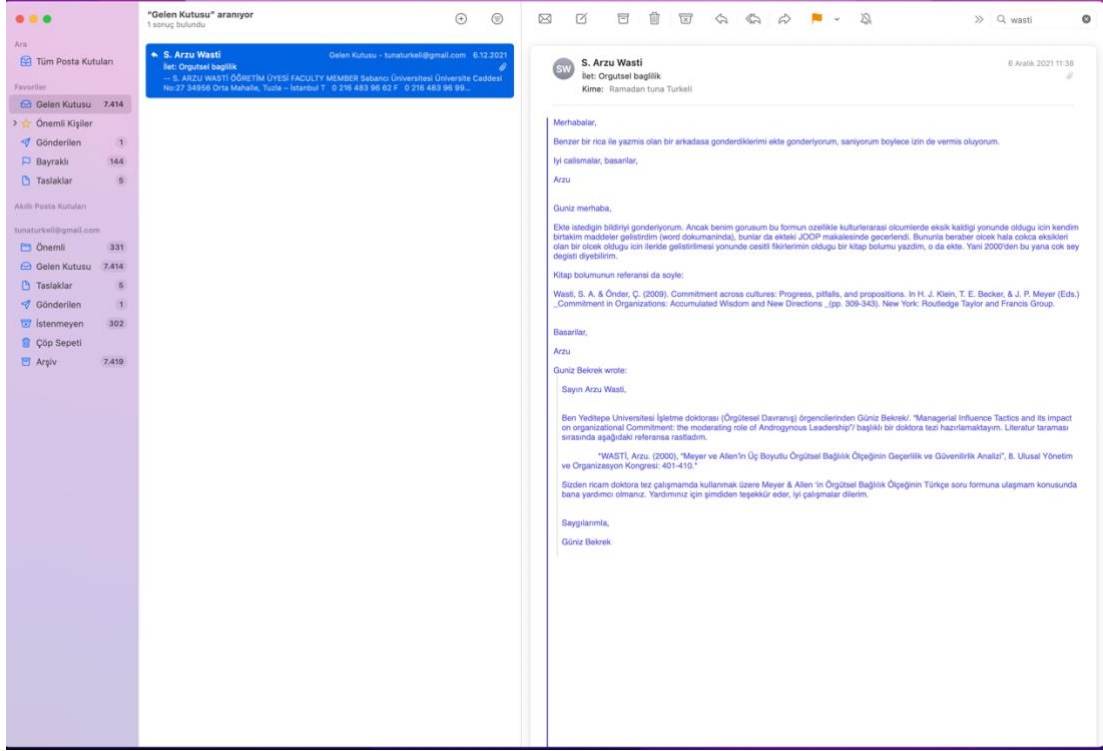 "Gelen Kutusu" aranıyor
1 sonuç bulundu
wasti
Ara
Tüm Posta Kutuları
Favoriler
Gelen Kutusu 7.414
Önemli Kişiler
Gönderilen 1
Bayraklı 144
Taslaklar 5
Akıllı Posta Kutuları
tunaturkeli@gmail.com
Önemli 331
Gelen Kutusu 7.414
Taslaklar 5
Gönderilen 1
İstenmeyen 302
Çöp Sepeti
Arşiv 7.419
S. Arzu Wasti Gelen Kutusu - tunaturkeli@gmail.com 6.12.2021
İlet: Orgutsel baglilik
-- S. ARZU WASTİ ÖĞRETİM ÜYESİ FACULTY MEMBER Sabancı Üniversitesi Üniversite Caddesi
No:27 34956 Orta Mahalle, Tuzla – İstanbul T 0 216 483 96 62 F 0 216 483 96 99...
SW
S. Arzu Wasti
6 Aralık 2021 11:38
İlet: Orgutsel baglilik
Kime: Ramadan tuna Turkeli
Merhabalar,
Benzer bir rica ile yazmis olan bir arkadasa gonderdiklerimi ekte gonderiyorum, saniyorum boylece izin de vermis oluyorum.
Iyi calismalar, basarilar,
Arzu
Guniz merhaba,
Ekte istedigin bildiriyi gonderiyorum. Ancak benim gorusum bu formun ozellikle kulturlerarasi olcumlerde eksik kaldigi yonunde oldugu icin kendim
birtakim maddeler gelistirdim (word dokumaninda), bunlar da ekteki JOOP makalesinde gecerlendi. Bununla beraber olcek hala cokca eksikleri
olan bir olcek oldugu icin ileride gelistirilmesi yonunde cesitli fikirlerimin oldugu bir kitap bolumu yazdim, o da ekte. Yani 2000'den bu yana cok sey
degisti diyebilirim.
Kitap bolumunun referansi da soyle:
Wasti, S. A. & Önder, Ç. (2009). Commitment across cultures: Progress, pitfalls, and propositions. In H. J. Klein, T. E. Becker, & J. P. Meyer (Eds.)
_Commitment in Organizations: Accumulated Wisdom and New Directions _(pp. 309-343). New York: Routledge Taylor and Francis Group.
Basarilar,
Arzu
Guniz Bekrek wrote:
Sayın Arzu Wasti,
Ben Yeditepe Universitesi İşletme doktorası (Örgütesel Davranış) örgencilerinden Güniz Bekrek/. "Managerial Influence Tactics and its impact
on organizational Commitment: the moderating role of Androgynous Leadership"/ başlıklı bir doktora tezi hazırlamaktayım. Literatur taraması
sırasında aşağıdaki referansa rastladım.
"WASTİ, Arzu. (2000), "Meyer ve Allen'in Üç Boyutlu Örgütsel Bağlılık Ölçeğinin Geçerlilik ve Güvenilirlik Analizi", 8. Ulusal Yönetim
ve Organizasyon Kongresi: 401-410."
Sizden ricam doktora tez çalışmamda kullanmak üzere Meyer & Allen 'in Örgütsel Bağlılık Ölçeğinin Türkçe soru formuna ulaşmam konusunda
bana yardımcı olmanız. Yardımınız için şimdiden teşekkür eder, iyi çalışmalar dilerim.
Saygılarımla,
Güniz Bekrek